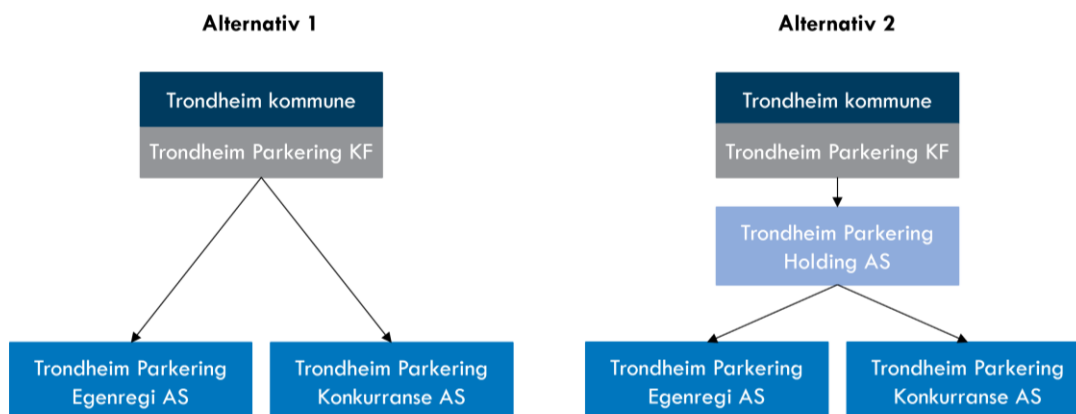 Alternativ 1
Trondheim kommune
Trondheim Parkering KF
Trondheim Parkering
Egenregi AS
Trondheim Parkering
Konkurranse AS
Alternativ 2
Trondheim kommune
Trondheim Parkering KF
Trondheim Parkering
Holding AS
Trondheim Parkering
Egenregi AS
Trondheim Parkering
Konkurranse AS